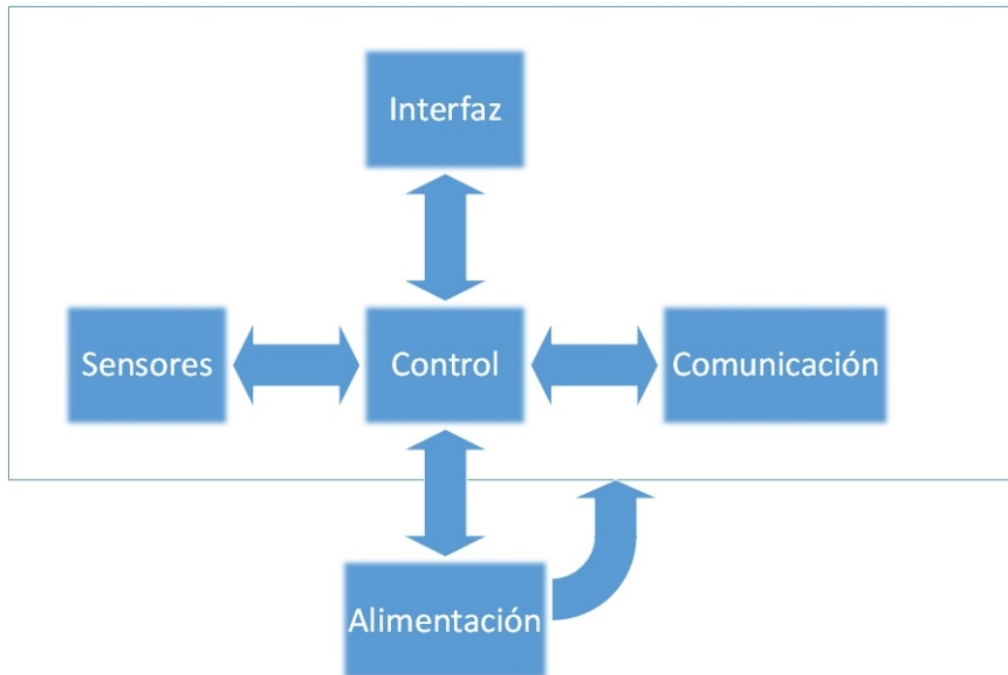 Interfaz
Sensores
Control
Comunicación
Alimentación